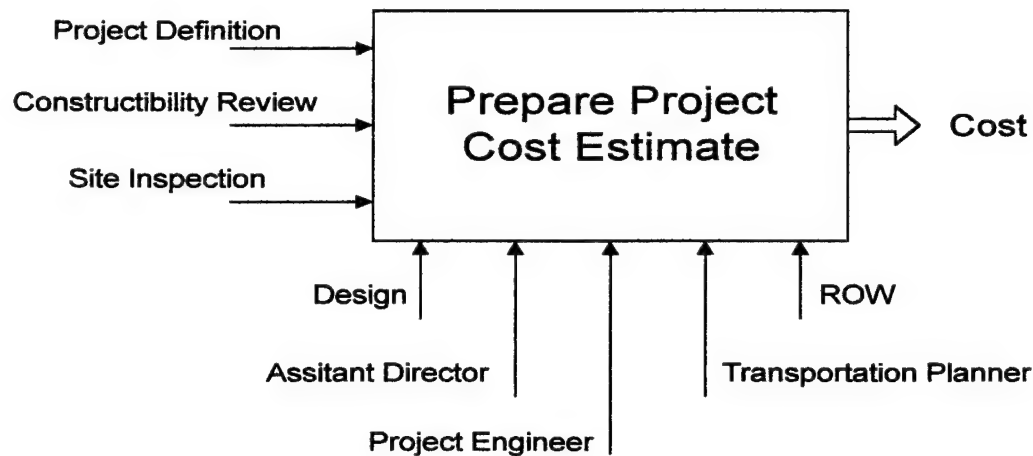 Project Definition
Constructibility Review
Site Inspection
Prepare Project
Cost Estimate
Cost
Design
ROW
Assitant Director
Transportation Planner
Project Engineer